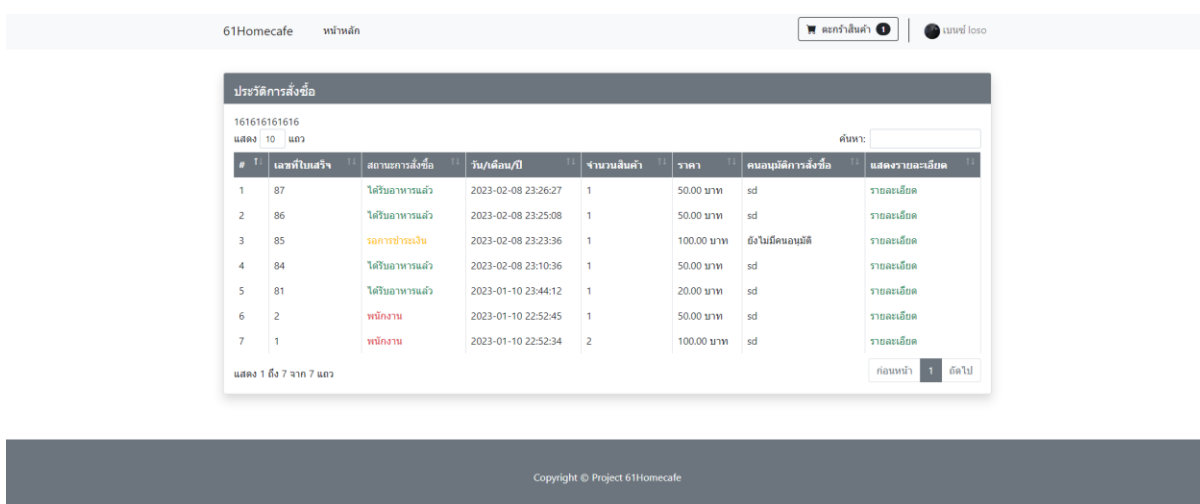 61Homecafe หน้าหลัก ตะกร้าสินค้า 1 เบนซ์ loso
ประวัติการสั่งซื้อ
161616161616
แสดง 10 แถว ค้นหา:
# เลขที่ใบเสร็จ สถานะการสั่งซื้อ วัน/เดือน/ปี จำนวนสินค้า ราคา คนอนุมัติการสั่งซื้อ แสดงรายละเอียด
1 87 ได้รับอาหารแล้ว 2023-02-08 23:26:27 1 50.00 บาท sd รายละเอียด
2 86 ได้รับอาหารแล้ว 2023-02-08 23:25:08 1 50.00 บาท sd รายละเอียด
3 85 รอการชำระเงิน 2023-02-08 23:23:36 1 100.00 บาท ยังไม่มีคนอนุมัติ รายละเอียด
4 84 ได้รับอาหารแล้ว 2023-02-08 23:10:36 1 50.00 บาท sd รายละเอียด
5 81 ได้รับอาหารแล้ว 2023-01-10 23:44:12 1 20.00 บาท sd รายละเอียด
6 2 พนักงาน 2023-01-10 22:52:45 1 50.00 บาท sd รายละเอียด
7 1 พนักงาน 2023-01-10 22:52:34 2 100.00 บาท sd รายละเอียด
แสดง 1 ถึง 7 จาก 7 แถว ก่อนหน้า 1 ถัดไป
Copyright © Project 61Homecafe